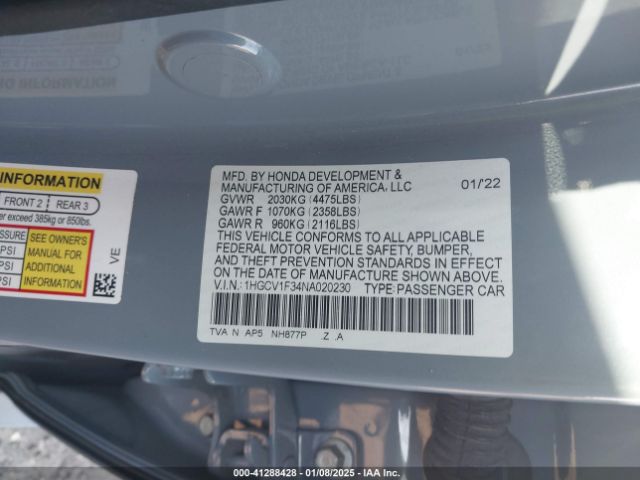 INFORMATION
FRONT 2 REAR 3
er exceed 385kg or 850lbs.
SSURE SEE OWNER'S
PSI MANUAL FOR
PSI ADDITIONAL
PSI INFORMATION
VE
MFD. BY HONDA DEVELOPMENT &
MANUFACTURING OF AMERICA, LLC 01/22
GVWR 2030KG(4475LBS)
GAWR F 1070KG(2358LBS)
GAWR R 960KG(2116LBS)
THIS VEHICLE CONFORMS TO ALL APPLICABLE
FEDERAL MOTOR VEHICLE SAFETY, BUMPER,
AND THEFT PREVENTION STANDARDS IN EFFECT
ON THE DATE OF MANUFACTURE SHOWN ABOVE.
V.I.N.:1HGCV1F34NA020230 TYPE:PASSENGER CAR
TVA N AP5 NH877P .Z .A
000-41288428 - 01/08/2025 - IAA Inc.